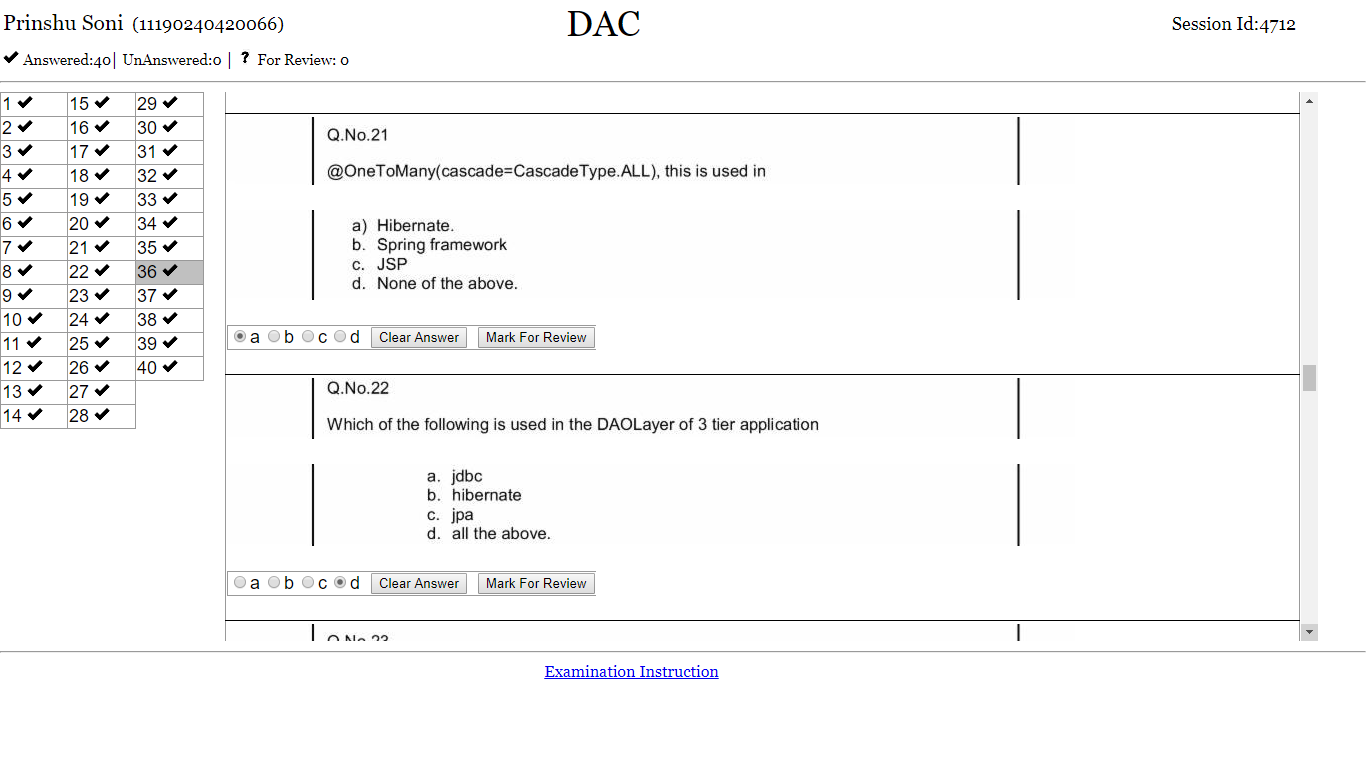 Prinshu Soni (11190240420066)
DAC
Session Id:4712
Answered:40| UnAnswered:0 | ? For Review: 0
1 ✔ 15 ✔ 29 ✔
2 ✔ 16 ✔ 30 ✔
3 ✔ 17 ✔ 31 ✔
4 ✔ 18 ✔ 32 ✔
5 ✔ 19 ✔ 33 ✔
6 ✔ 20 ✔ 34 ✔
7 ✔ 21 ✔ 35 ✔
8 ✔ 22 ✔ 36 ✔
9 ✔ 23 ✔ 37 ✔
10 ✔ 24 ✔ 38 ✔
11 ✔ 25 ✔ 39 ✔
12 ✔ 26 ✔ 40 ✔
13 ✔ 27 ✔
14 ✔ 28 ✔
Q.No.21
@OneToMany(cascade=CascadeType.ALL), this is used in
a) Hibernate.
b. Spring framework
c. JSP
d. None of the above.
a b c d Clear Answer Mark For Review
Q.No.22
Which of the following is used in the DAOLayer of 3 tier application
a. jdbc
b. hibernate
c. jpa
d. all the above.
a b c d Clear Answer Mark For Review
Q.No.23
Examination Instruction